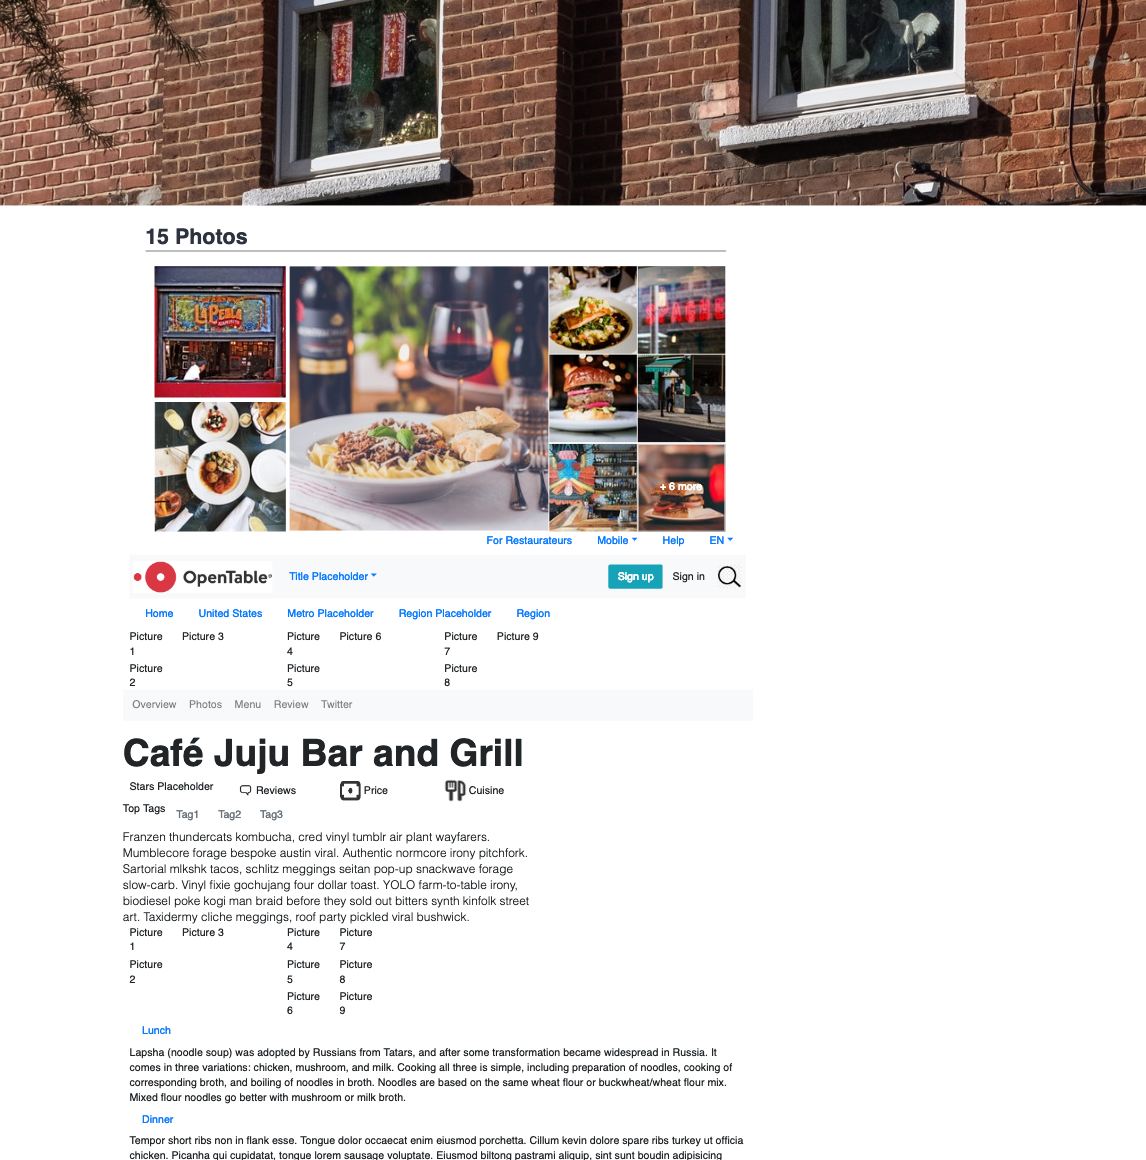 15 Photos
LA PERLA
+ 6 more
For Restaurateurs Mobile Help EN
OpenTable® Title Placeholder Sign up Sign in
Home United States Metro Placeholder Region Placeholder Region
Picture 1 Picture 3 Picture 4 Picture 6 Picture 7 Picture 9
Picture 2 Picture 5 Picture 8
Overview Photos Menu Review Twitter
Café Juju Bar and Grill
Stars Placeholder Reviews Price Cuisine
Top Tags Tag1 Tag2 Tag3
Franzen thundercats kombucha, cred vinyl tumblr air plant wayfarers.
Mumblecore forage bespoke austin viral. Authentic normcore irony pitchfork.
Sartorial mlkshk tacos, schlitz meggings seitan pop-up snackwave forage
slow-carb. Vinyl fixie gochujang four dollar toast. YOLO farm-to-table irony,
biodiesel poke kogi man braid before they sold out bitters synth kinfolk street
art. Taxidermy cliche meggings, roof party pickled viral bushwick.
Picture 1 Picture 3 Picture 4 Picture 7
Picture 2 Picture 5 Picture 8
Picture 6 Picture 9
Lunch
Lapsha (noodle soup) was adopted by Russians from Tatars, and after some transformation became widespread in Russia. It
comes in three variations: chicken, mushroom, and milk. Cooking all three is simple, including preparation of noodles, cooking of
corresponding broth, and boiling of noodles in broth. Noodles are based on the same wheat flour or buckwheat/wheat flour mix.
Mixed flour noodles go better with mushroom or milk broth.
Dinner
Tempor short ribs non in flank esse. Tongue dolor occaecat enim eiusmod porchetta. Cillum kevin dolore spare ribs turkey ut officia
chicken. Picanha qui cupidatat, tongue lorem sausage voluptate. Eiusmod biltong pastrami aliquip, sint sunt boudin adipisicing